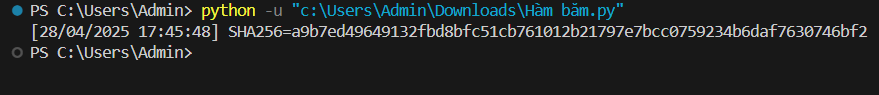 PS C:\Users\Admin> python -u "c:\Users\Admin\Downloads\Hàm băm.py"
[28/04/2025 17:45:48] SHA256=a9b7ed49649132fbd8bfc51cb761012b21797e7bcc0759234b6daf7630746bf2
PS C:\Users\Admin>